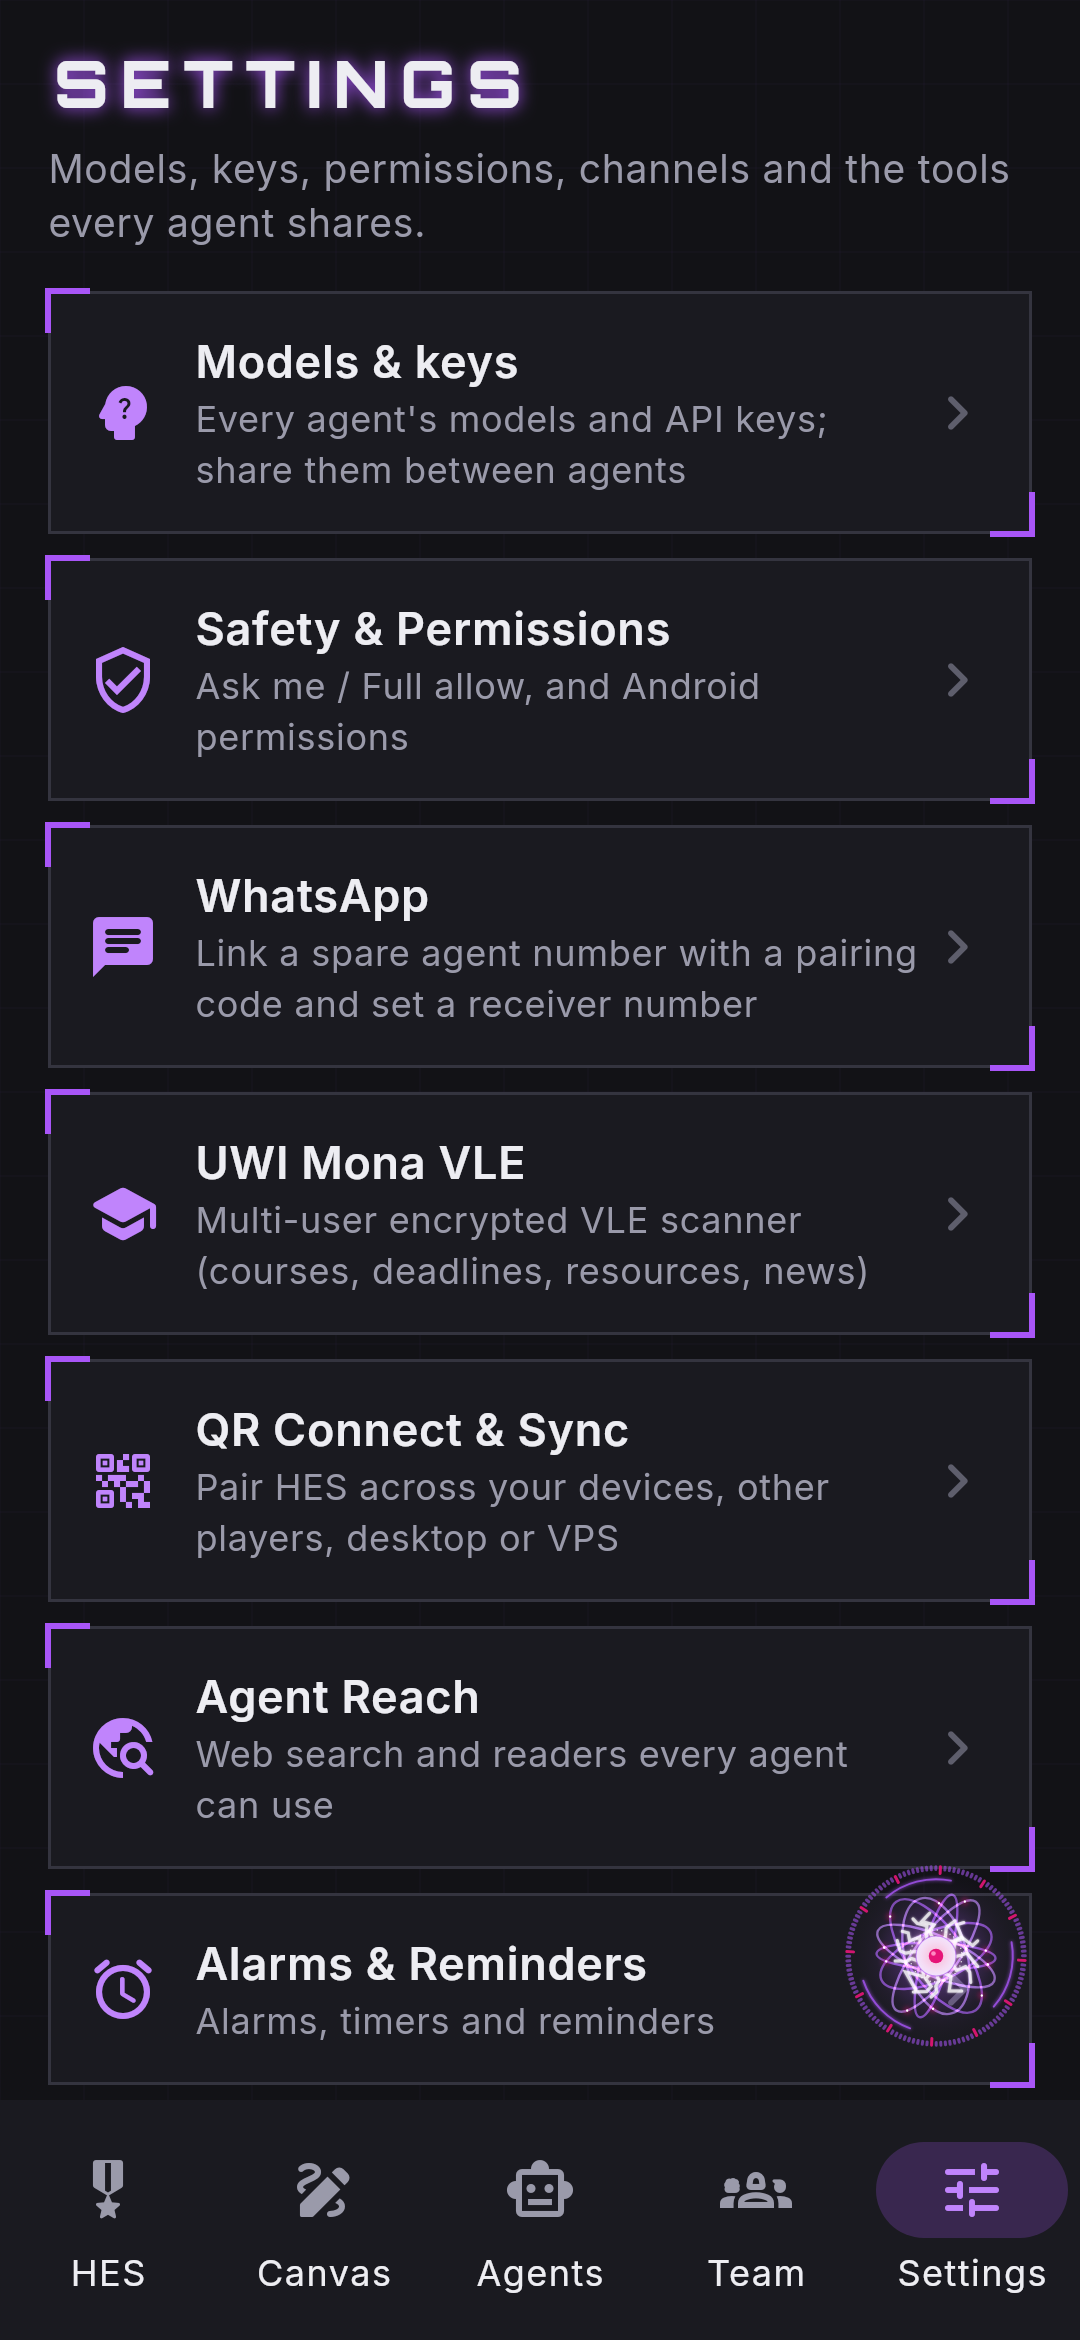 SETTINGS
Models, keys, permissions, channels and the tools
every agent shares.
Models & keys
Every agent's models and API keys;
share them between agents
Safety & Permissions
Ask me / Full allow, and Android
permissions
WhatsApp
Link a spare agent number with a pairing
code and set a receiver number
UWI Mona VLE
Multi-user encrypted VLE scanner
(courses, deadlines, resources, news)
QR Connect & Sync
Pair HES across your devices, other
players, desktop or VPS
Agent Reach
Web search and readers every agent
can use
Alarms & Reminders
Alarms, timers and reminders
HES Canvas Agents Team Settings